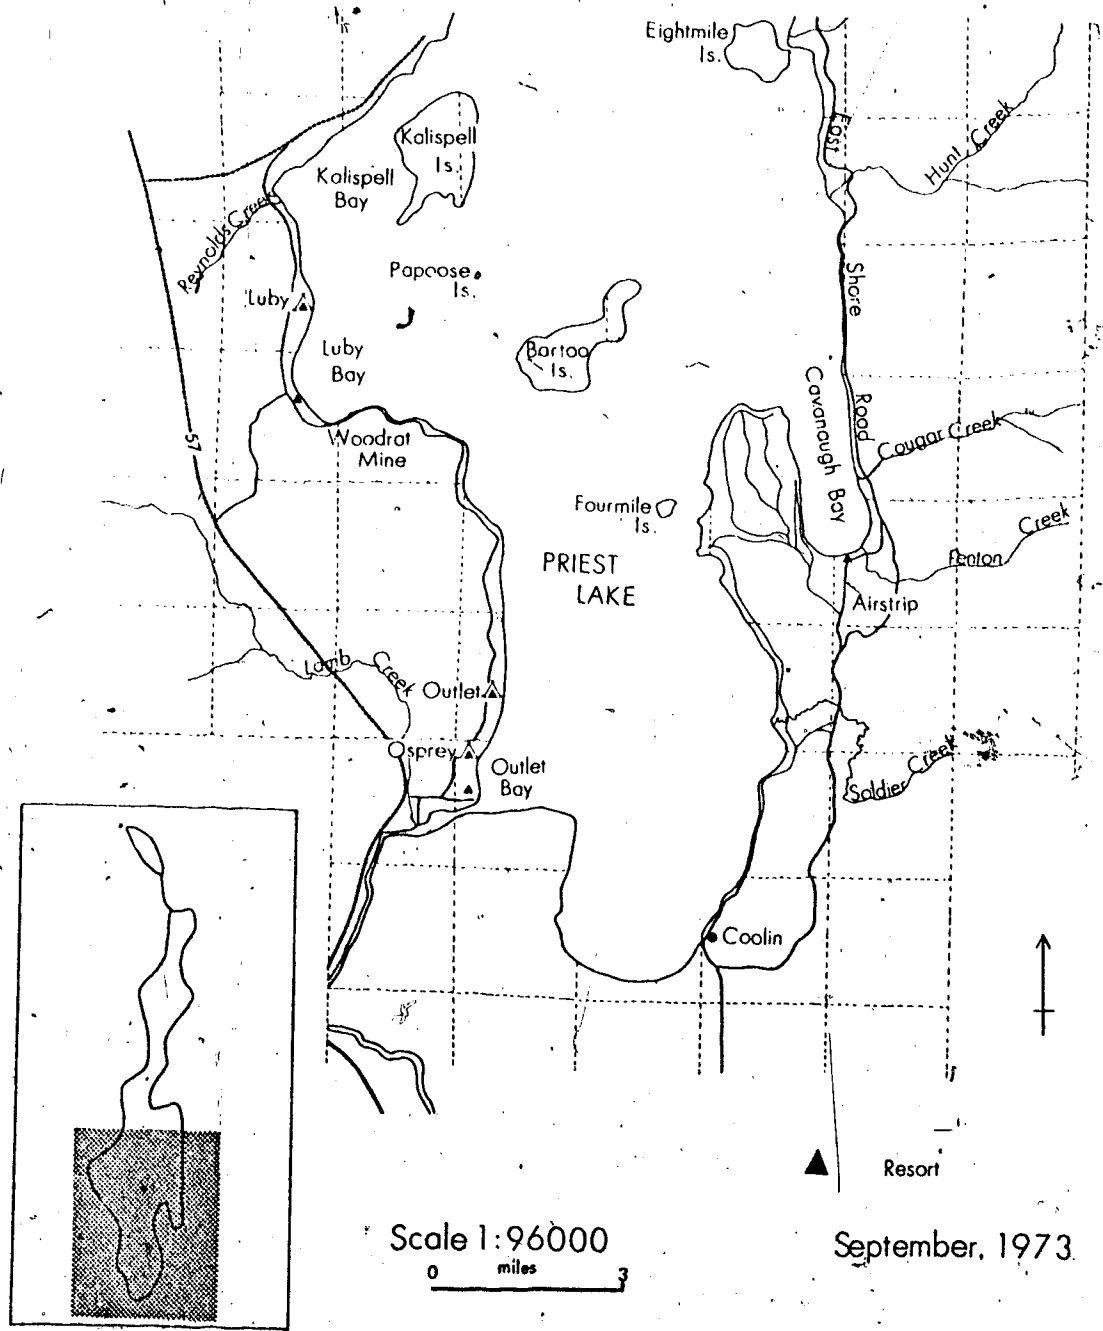 Eightmile
Is.
Kalispell
Is.
East
Hunt Creek
Kalispell
Bay
Reynolds Creek
Papoose
Is.
Shore
Luby
Luby
Bay
Bartoo
Is.
Cavanaugh Bay
Road
57
Woodrat
Mine
Cougar Creek
Fourmile
Is.
Creek
Fenton
PRIEST
LAKE
Airstrip
Lamb Creek
Outlet
Osprey
Outlet
Bay
Soldier Creek
Coolin
Resort
Scale 1:96000
miles
0 3
September, 1973